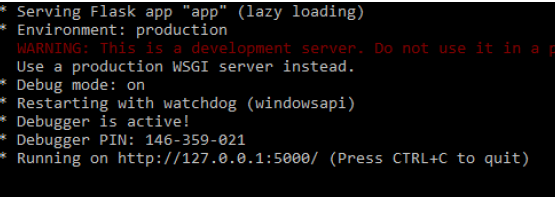 * Serving Flask app "app" (lazy loading)
* Environment: production
WARNING: This is a development server. Do not use it in a
Use a production WSGI server instead.
* Debug mode: on
* Restarting with watchdog (windowsapi)
* Debugger is active!
* Debugger PIN: 146-359-021
* Running on http://127.0.0.1:5000/ (Press CTRL+C to quit)